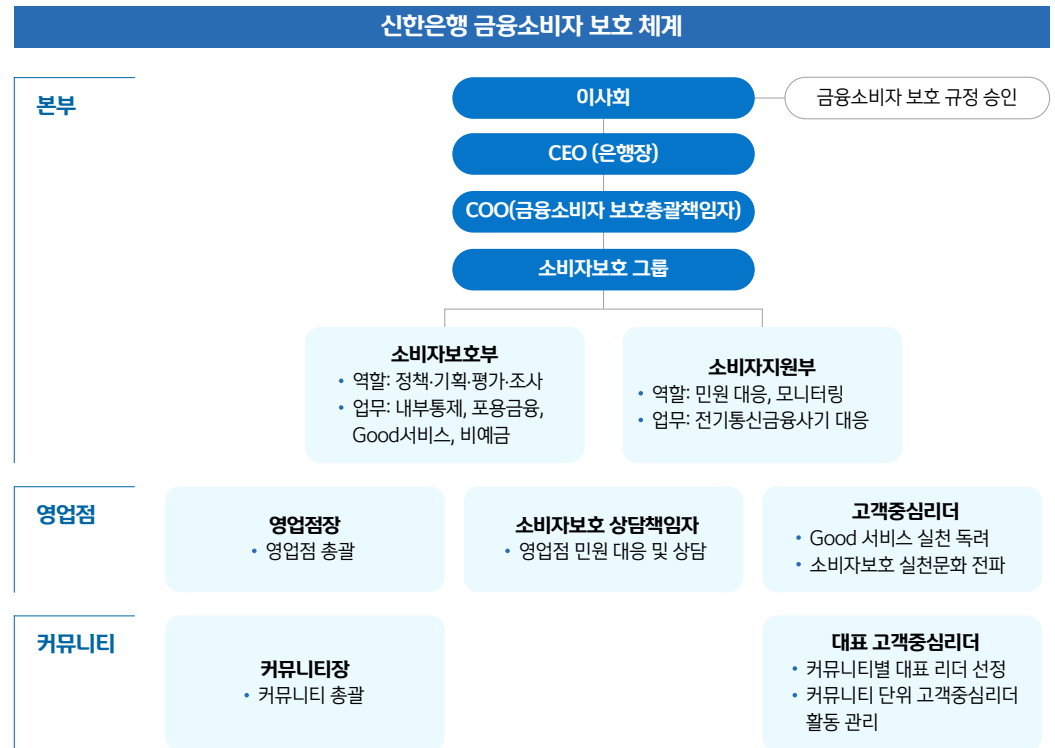 신한은행 금융소비자 보호 체계
본부
이사회
금융소비자 보호 규정 승인
CEO (은행장)
COO(금융소비자 보호총괄책임자)
소비자보호 그룹
소비자보호부
• 역할: 정책·기획·평가·조사
• 업무: 내부통제, 포용금융,
Good서비스, 비예금
소비자지원부
• 역할: 민원 대응, 모니터링
• 업무: 전기통신금융사기 대응
영업점
영업점장
• 영업점 총괄
소비자보호 상담책임자
• 영업점 민원 대응 및 상담
고객중심리더
• Good 서비스 실천 독려
• 소비자보호 실천문화 전파
커뮤니티
커뮤니티장
• 커뮤니티 총괄
대표 고객중심리더
• 커뮤니티별 대표 리더 선정
• 커뮤니티 단위 고객중심리더
활동 관리